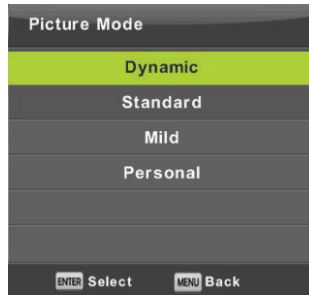 Picture Mode
Dynamic
Standard
Mild
Personal
ENTER Select MENU Back